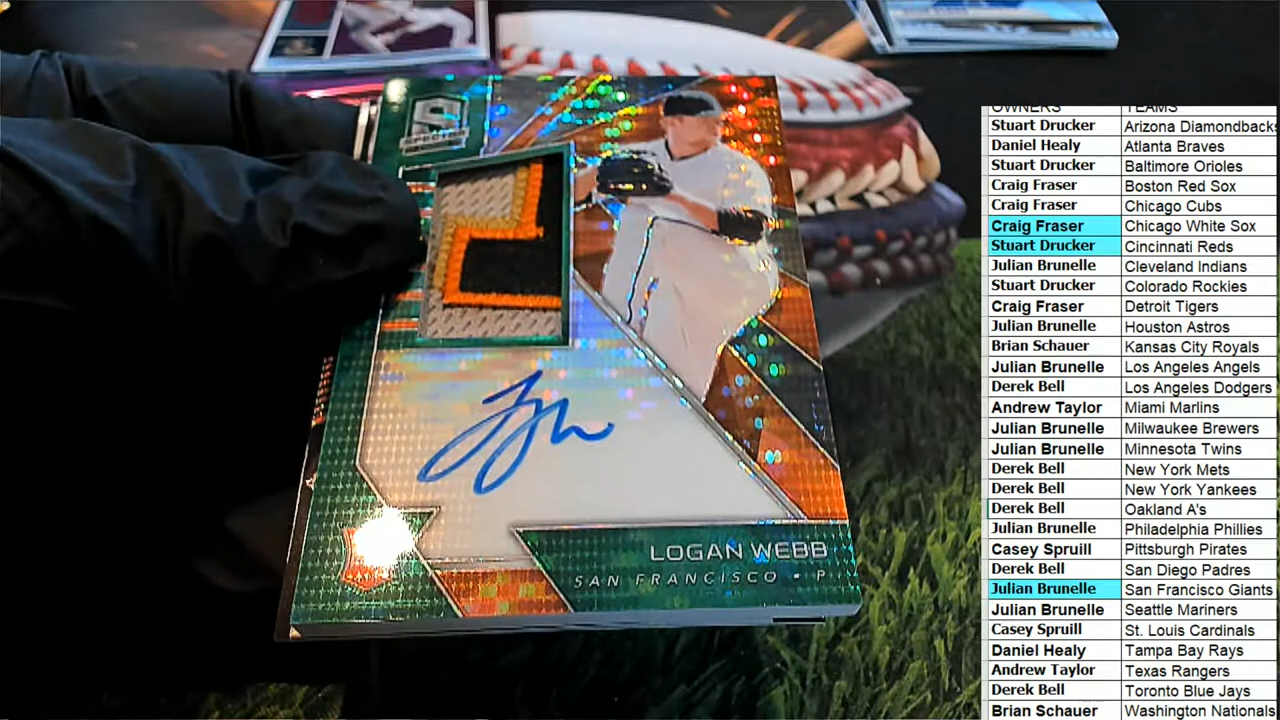 LOGAN WEBB
SAN FRANCISCO • P
OWNERS TEAMS
Stuart Drucker Arizona Diamondbacks
Daniel Healy Atlanta Braves
Stuart Drucker Baltimore Orioles
Craig Fraser Boston Red Sox
Craig Fraser Chicago Cubs
Craig Fraser Chicago White Sox
Stuart Drucker Cincinnati Reds
Julian Brunelle Cleveland Indians
Stuart Drucker Colorado Rockies
Craig Fraser Detroit Tigers
Julian Brunelle Houston Astros
Brian Schauer Kansas City Royals
Julian Brunelle Los Angeles Angels
Derek Bell Los Angeles Dodgers
Andrew Taylor Miami Marlins
Julian Brunelle Milwaukee Brewers
Julian Brunelle Minnesota Twins
Derek Bell New York Mets
Derek Bell New York Yankees
Derek Bell Oakland A's
Julian Brunelle Philadelphia Phillies
Casey Spruill Pittsburgh Pirates
Derek Bell San Diego Padres
Julian Brunelle San Francisco Giants
Julian Brunelle Seattle Mariners
Casey Spruill St. Louis Cardinals
Daniel Healy Tampa Bay Rays
Andrew Taylor Texas Rangers
Derek Bell Toronto Blue Jays
Brian Schauer Washington Nationals